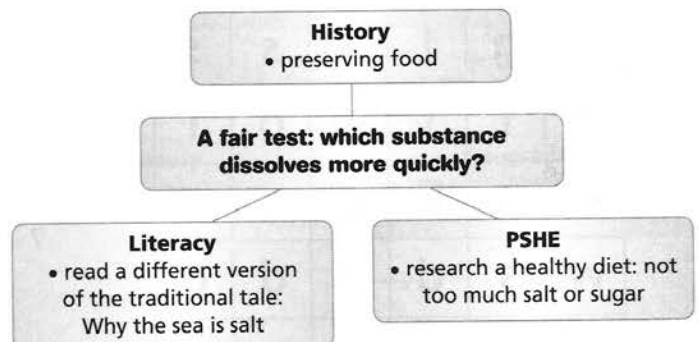 History
• preserving food
A fair test: which substance
dissolves more quickly?
Literacy
• read a different version
of the traditional tale:
Why the sea is salt
PSHE
• research a healthy diet: not
too much salt or sugar